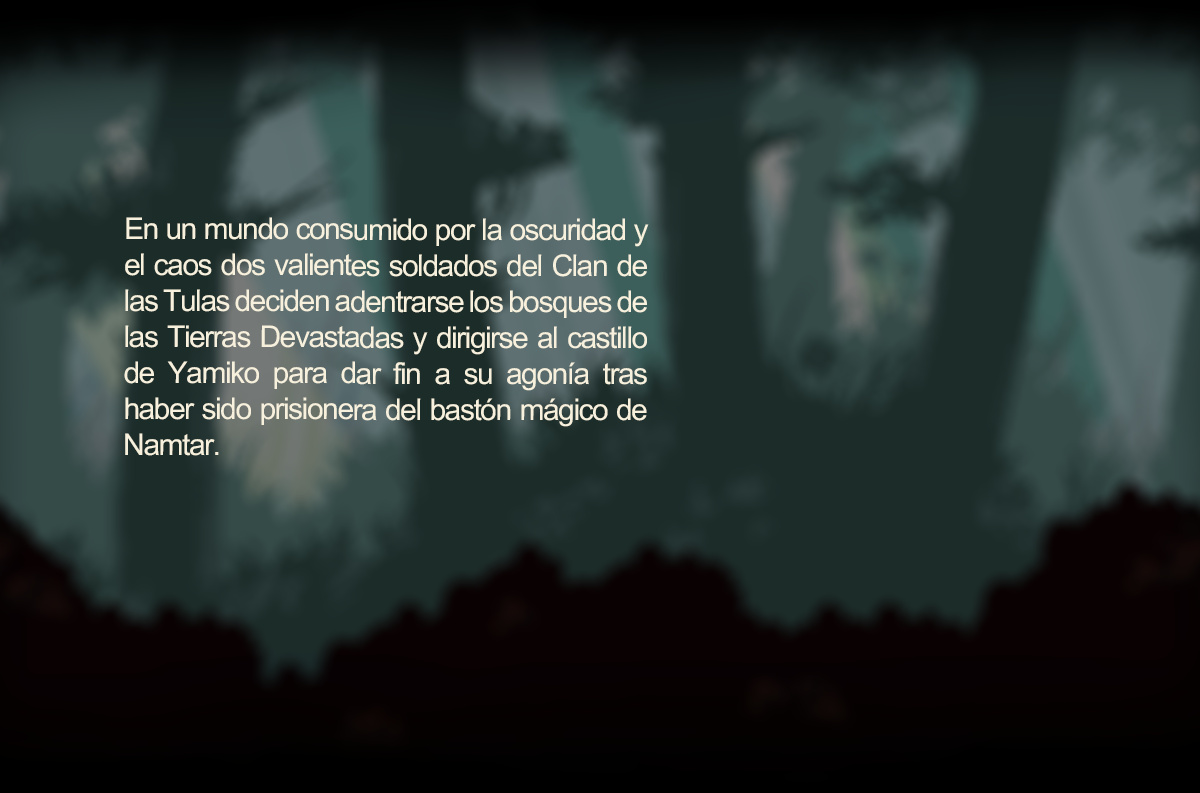 En un mundo consumido por la oscuridad y
el caos dos valientes soldados del Clan de
las Tulas deciden adentrarse los bosques de
las Tierras Devastadas y dirigirse al castillo
de Yamiko para dar fin a su agonía tras
haber sido prisionera del bastón mágico de
Namtar.